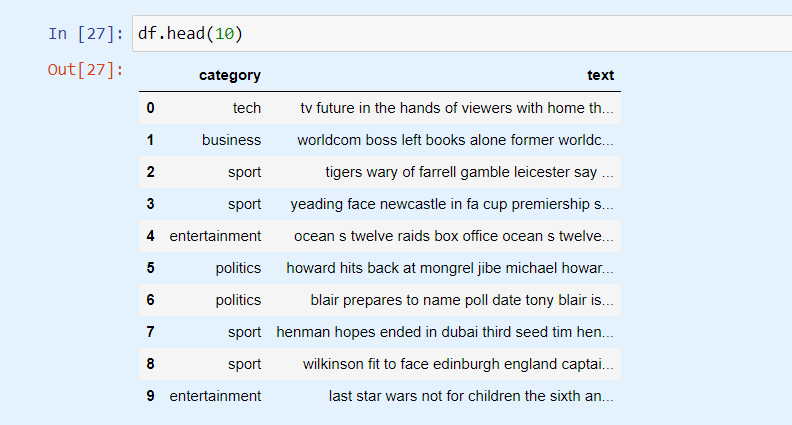 In [27]: df.head(10)
Out[27]:
category text
0 tech tv future in the hands of viewers with home th...
1 business worldcom boss left books alone former worldc...
2 sport tigers wary of farrell gamble leicester say ...
3 sport yeading face newcastle in fa cup premiership s...
4 entertainment ocean s twelve raids box office ocean s twelve...
5 politics howard hits back at mongrel jibe michael howar...
6 politics blair prepares to name poll date tony blair is...
7 sport henman hopes ended in dubai third seed tim hen...
8 sport wilkinson fit to face edinburgh england captai...
9 entertainment last star wars not for children the sixth an...